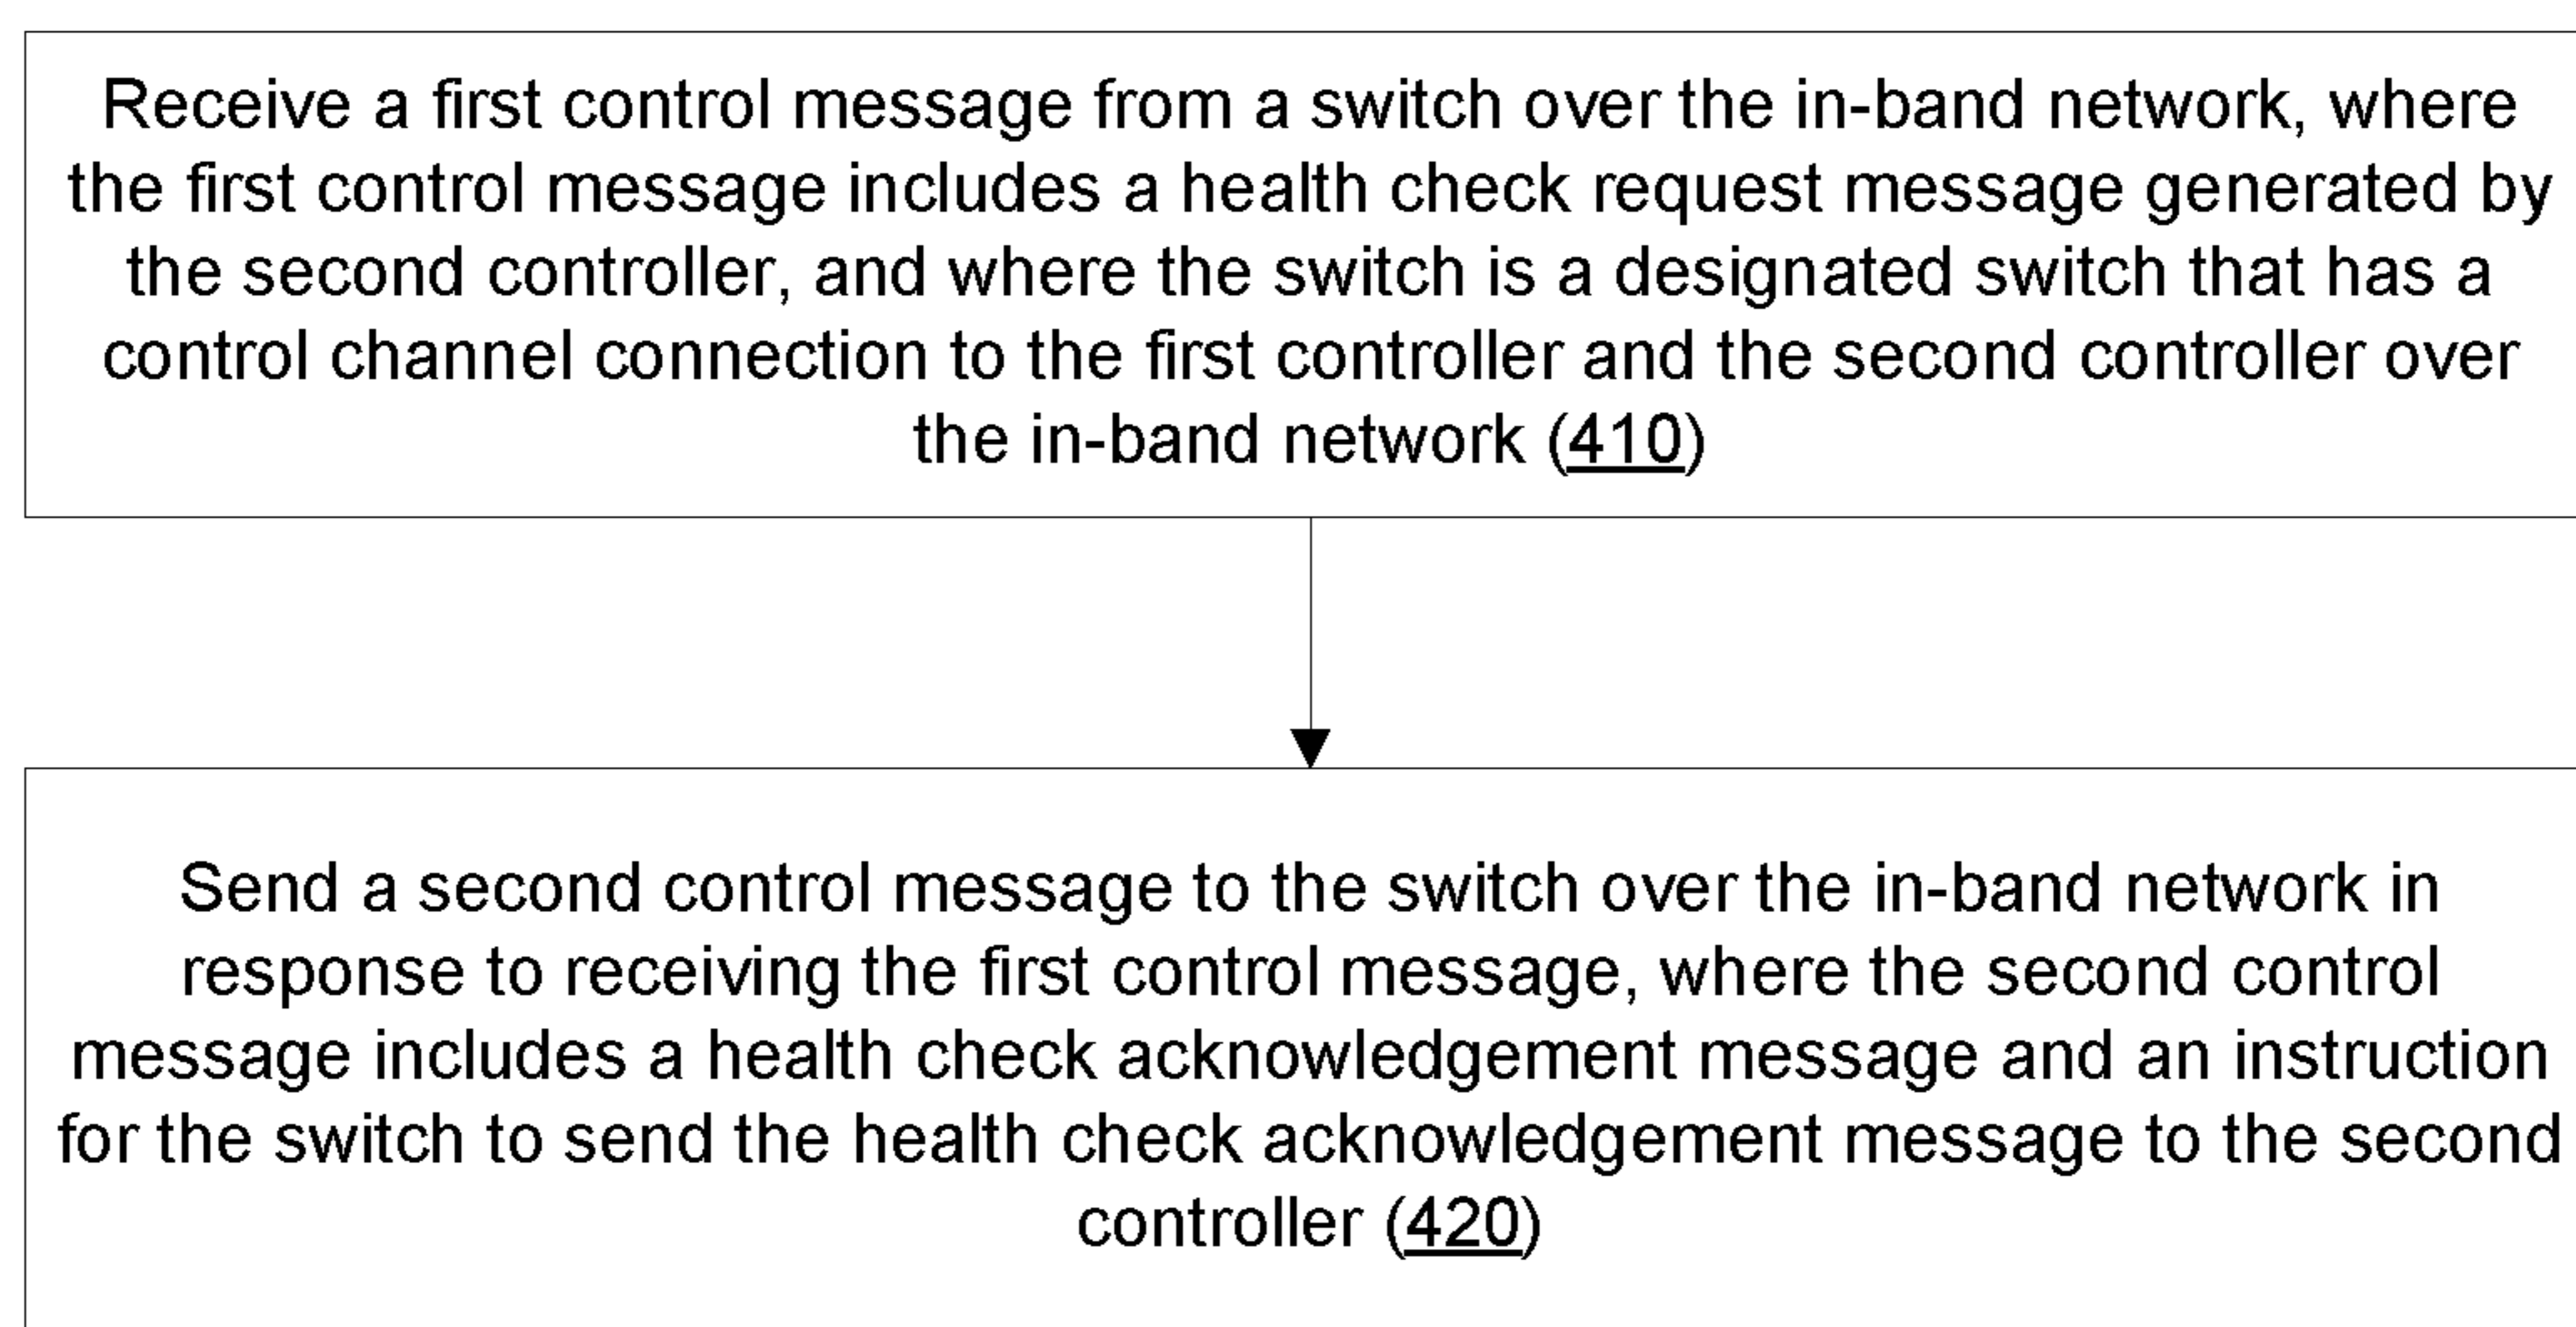 Receive a first control message from a switch over the in-band network, where
the first control message includes a health check request message generated by
the second controller, and where the switch is a designated switch that has a
control channel connection to the first controller and the second controller over
the in-band network (410)
Send a second control message to the switch over the in-band network in
response to receiving the first control message, where the second control
message includes a health check acknowledgement message and an instruction
for the switch to send the health check acknowledgement message to the second
controller (420)